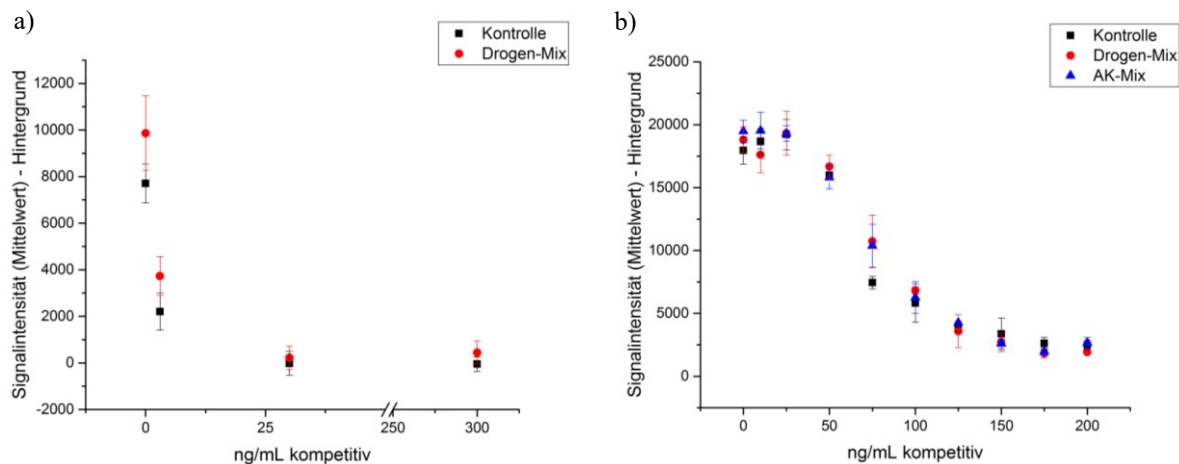 a)
Kontrolle
Drogen-Mix
12000
10000
8000
6000
4000
2000
0
-2000
Signalintensität (Mittelwert) - Hintergrund
0
25
250
300
ng/mL kompetitiv
b)
Kontrolle
Drogen-Mix
AK-Mix
25000
20000
15000
10000
5000
0
Signalintensität (Mittelwert) - Hintergrund
0
50
100
150
200
ng/mL kompetitiv